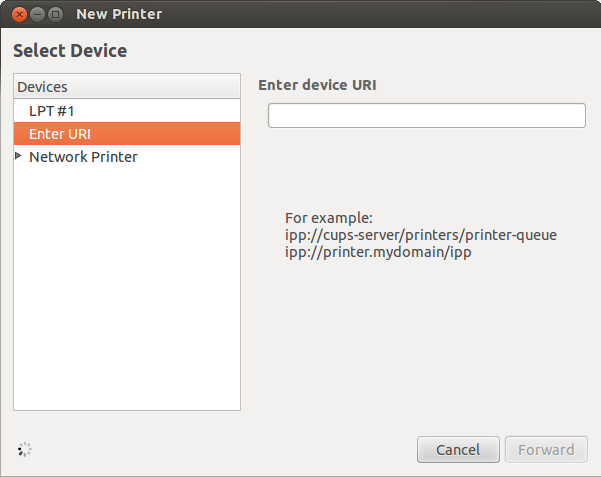 New Printer
Select Device
Devices
LPT #1
Enter URI
Network Printer
Enter device URI
For example:
ipp://cups-server/printers/printer-queue
ipp://printer.mydomain/ipp
Cancel
Forward